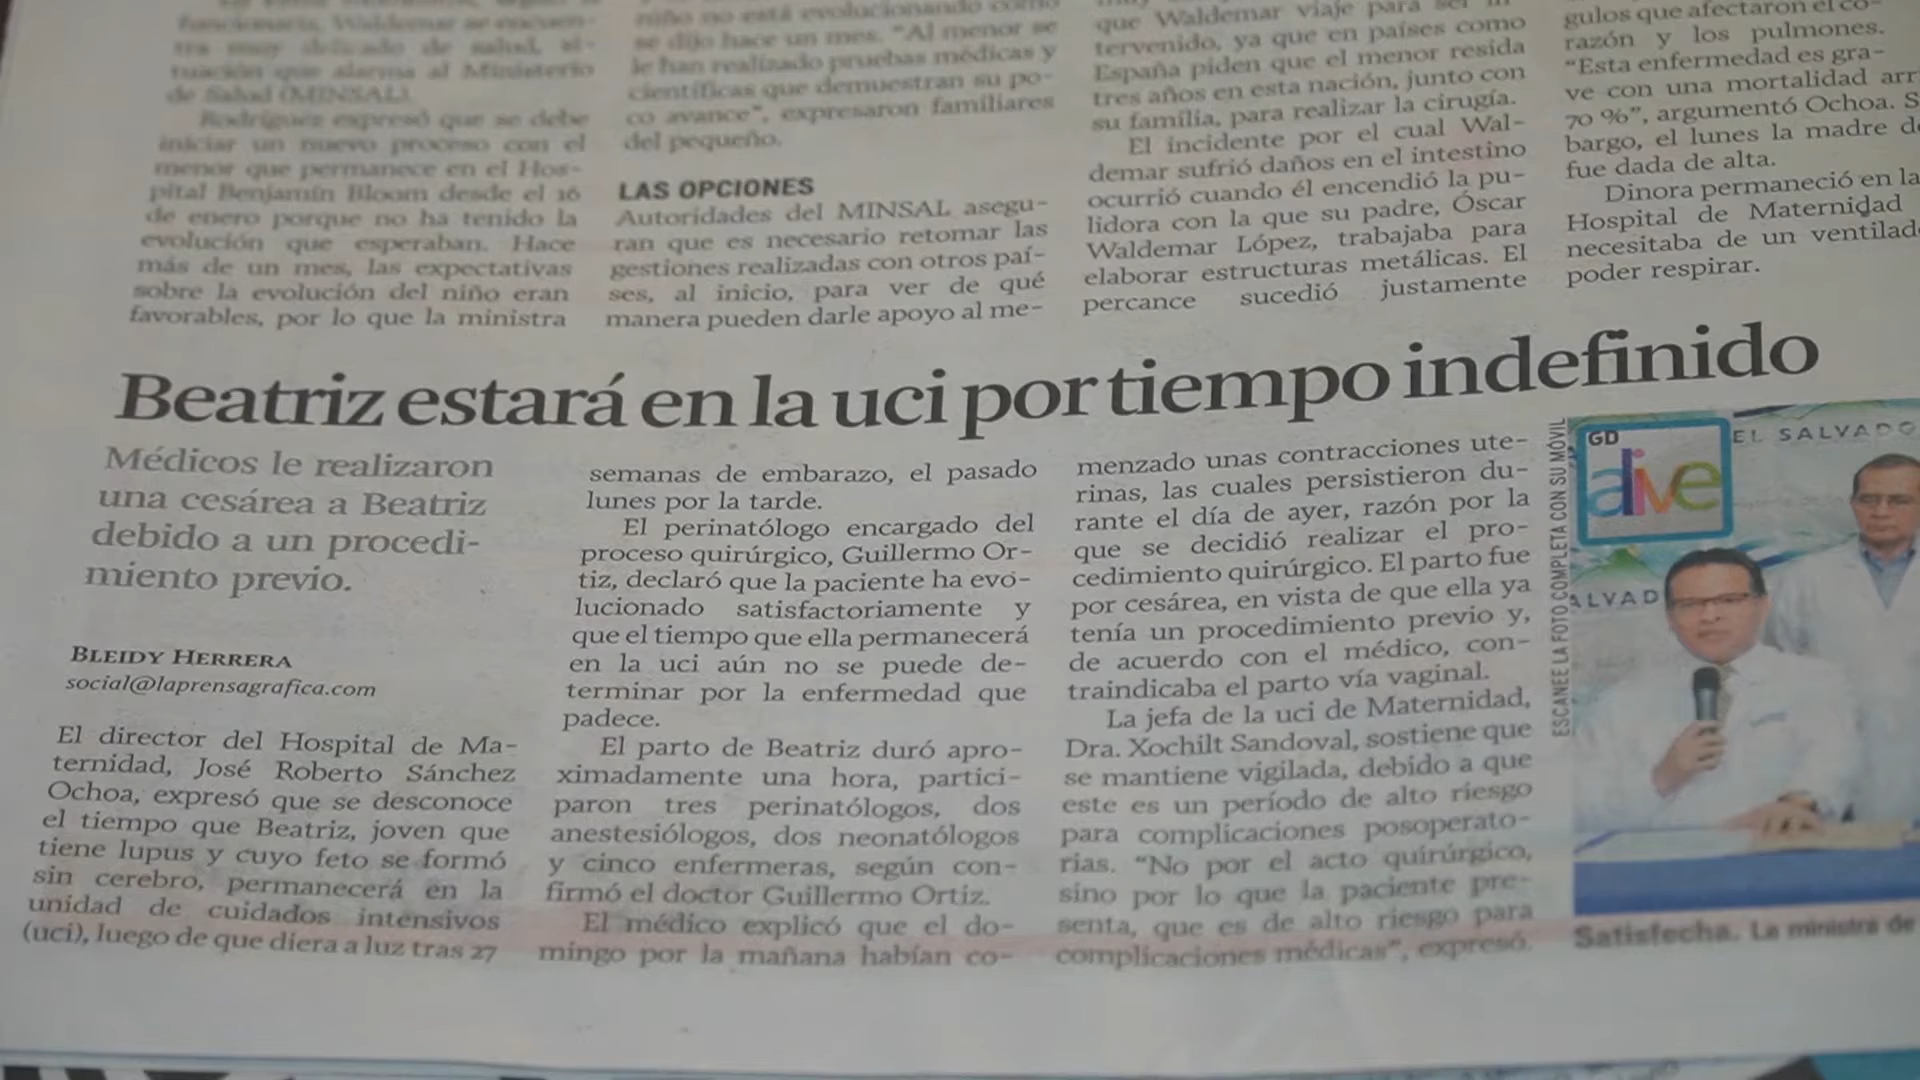 funcionaria, Waldemar se encuen-
tra muy delicado de salud, si-
tuación que alarma al Ministerio
de Salud (MINSAL).
Rodríguez expresó que se debe
iniciar un nuevo proceso con el
menor que permanece en el Hos-
pital Benjamín Bloom desde el 16
de enero porque no ha tenido la
evolución que esperaban. Hace
más de un mes, las expectativas
sobre la evolución del niño eran
favorables, por lo que la ministra
niño no está evolucionando como
se dijo hace un mes. “Al menor se
le han realizado pruebas médicas y
científicas que demuestran su po-
co avance”, expresaron familiares
del pequeño.
LAS OPCIONES
Autoridades del MINSAL asegu-
ran que es necesario retomar las
gestiones realizadas con otros paí-
ses, al inicio, para ver de qué
manera pueden darle apoyo al me-
que Waldemar viaje para ser in-
tervenido, ya que en países como
España piden que el menor resida
tres años en esta nación, junto con
su familia, para realizar la cirugía.
El incidente por el cual Wal-
demar sufrió daños en el intestino
ocurrió cuando él encendió la pu-
lidora con la que su padre, Óscar
Waldemar López, trabajaba para
elaborar estructuras metálicas. El
percance sucedió justamente
gulos que afectaron el co-
razón y los pulmones.
“Esta enfermedad es gra-
ve con una mortalidad arr
70 %”, argumentó Ochoa. S
bargo, el lunes la madre de
fue dada de alta.
Dinora permaneció en la
Hospital de Maternidad
necesitaba de un ventilado
poder respirar.
Beatriz estará en la uci por tiempo indefinido
Médicos le realizaron
una cesárea a Beatriz
debido a un procedi-
miento previo.
BLEIDY HERRERA
social@laprensagrafica.com
El director del Hospital de Ma-
ternidad, José Roberto Sánchez
Ochoa, expresó que se desconoce
el tiempo que Beatriz, joven que
tiene lupus y cuyo feto se formó
sin cerebro, permanecerá en la
unidad de cuidados intensivos
(uci), luego de que diera a luz tras 27
semanas de embarazo, el pasado
lunes por la tarde.
El perinatólogo encargado del
proceso quirúrgico, Guillermo Or-
tiz, declaró que la paciente ha evo-
lucionado satisfactoriamente y
que el tiempo que ella permanecerá
en la uci aún no se puede de-
terminar por la enfermedad que
padece.
El parto de Beatriz duró apro-
ximadamente una hora, partici-
paron tres perinatólogos, dos
anestesiólogos, dos neonatólogos
y cinco enfermeras, según con-
firmó el doctor Guillermo Ortiz.
El médico explicó que el do-
mingo por la mañana habían co-
menzado unas contracciones ute-
rinas, las cuales persistieron du-
rante el día de ayer, razón por la
que se decidió realizar el pro-
cedimiento quirúrgico. El parto fue
por cesárea, en vista de que ella ya
tenía un procedimiento previo y,
de acuerdo con el médico, con-
traindicaba el parto vía vaginal.
La jefa de la uci de Maternidad,
Dra. Xochilt Sandoval, sostiene que
se mantiene vigilada, debido a que
este es un período de alto riesgo
para complicaciones posoperato-
rias. “No por el acto quirúrgico,
sino por lo que la paciente pre-
senta, que es de alto riesgo para
complicaciones médicas”, expresó.
ESCANEE LA FOTO COMPLETA CON SU MÓVIL
GD
alive
EL SALVADO
ALVAD
Satisfecha. La ministra de